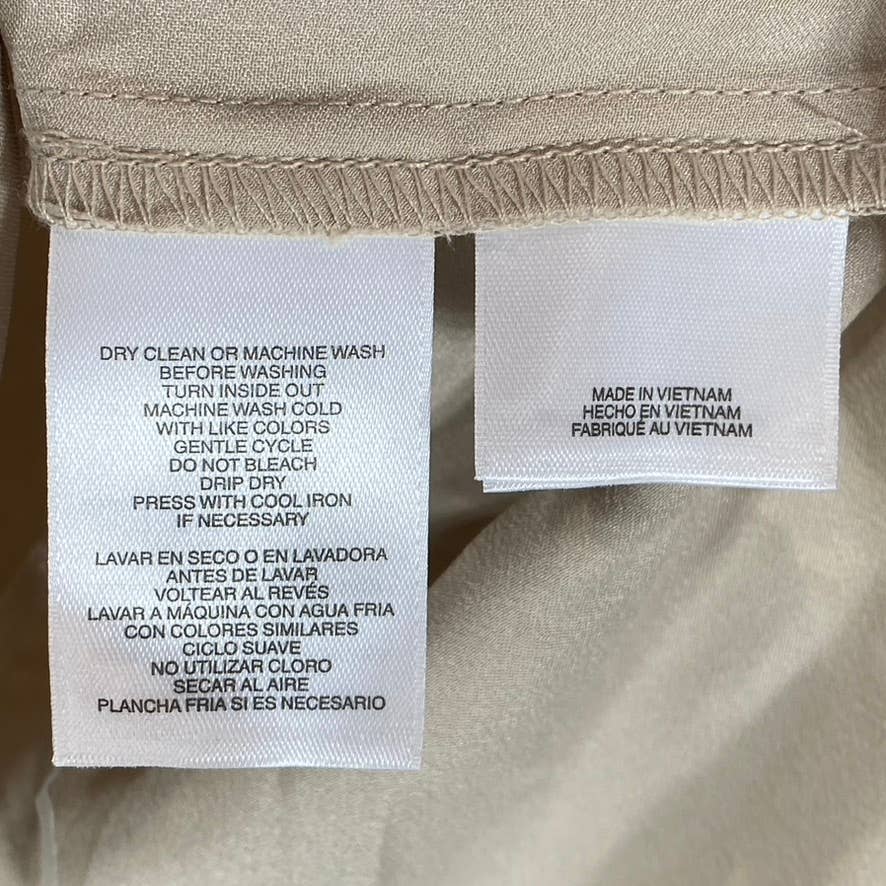 DRY CLEAN OR MACHINE WASH
BEFORE WASHING
TURN INSIDE OUT
MACHINE WASH COLD
WITH LIKE COLORS
GENTLE CYCLE
DO NOT BLEACH
DRIP DRY
PRESS WITH COOL IRON
IF NECESSARY
LAVAR EN SECO O EN LAVADORA
ANTES DE LAVAR
VOLTEAR AL REVÉS
LAVAR A MÁQUINA CON AGUA FRIA
CON COLORES SIMILARES
CICLO SUAVE
NO UTILIZAR CLORO
SECAR AL AIRE
PLANCHA FRIA SI ES NECESARIO
MADE IN VIETNAM
HECHO EN VIETNAM
FABRIQUÉ AU VIETNAM